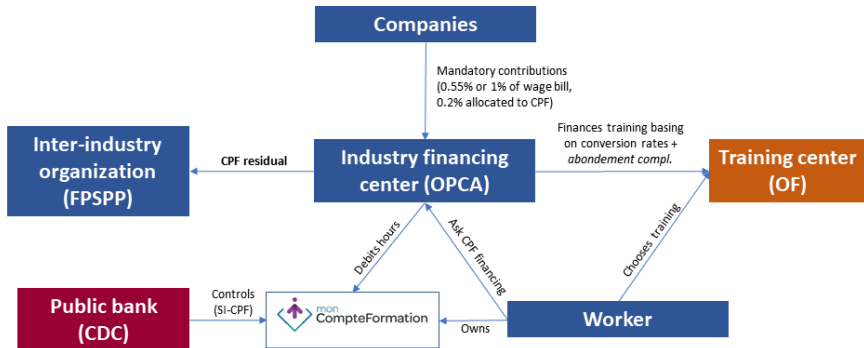 Companies
Mandatory contributions
(0.55% or 1% of wage bill,
0.2% allocated to CPF)
Inter-industry
organization
(FPSPP)
CPF residual
Industry financing
center (OPCA)
Finances training basing
on conversion rates +
abondement compl.
Training center
(OF)
Debits hours
Ask CPF financing
Chooses training
Public bank
(CDC)
Controls
(SI-CPF)
mon
CompteFormation
Owns
Worker